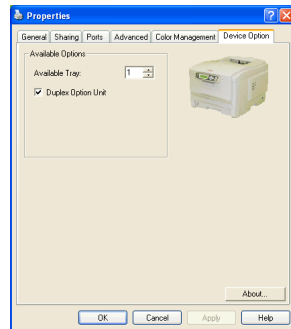 Properties
General Sharing Ports Advanced Color Management Device Option
Available Options
Available Tray: 1
Duplex Option Unit
About...
OK Cancel Apply Help